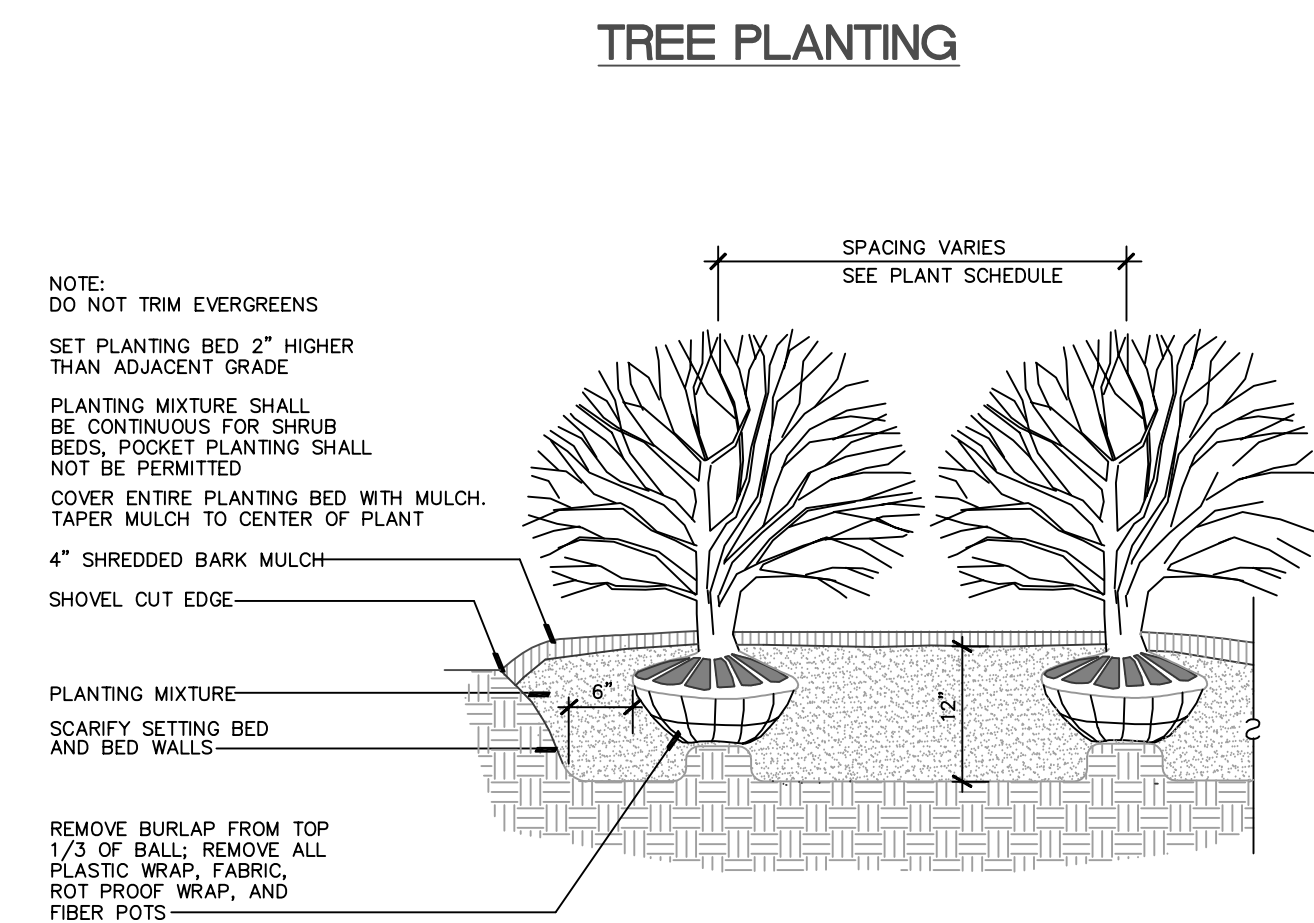 TREE PLANTING
SPACING VARIES
SEE PLANT SCHEDULE
NOTE:
DO NOT TRIM EVERGREENS
SET PLANTING BED 2” HIGHER
THAN ADJACENT GRADE
PLANTING MIXTURE SHALL
BE CONTINUOUS FOR SHRUB
BEDS, POCKET PLANTING SHALL
NOT BE PERMITTED
COVER ENTIRE PLANTING BED WITH MULCH.
TAPER MULCH TO CENTER OF PLANT
4” SHREDDED BARK MULCH
SHOVEL CUT EDGE
PLANTING MIXTURE
6”
12”
SCARIFY SETTING BED
AND BED WALLS
REMOVE BURLAP FROM TOP
1/3 OF BALL; REMOVE ALL
PLASTIC WRAP, FABRIC,
ROT PROOF WRAP, AND
FIBER POTS